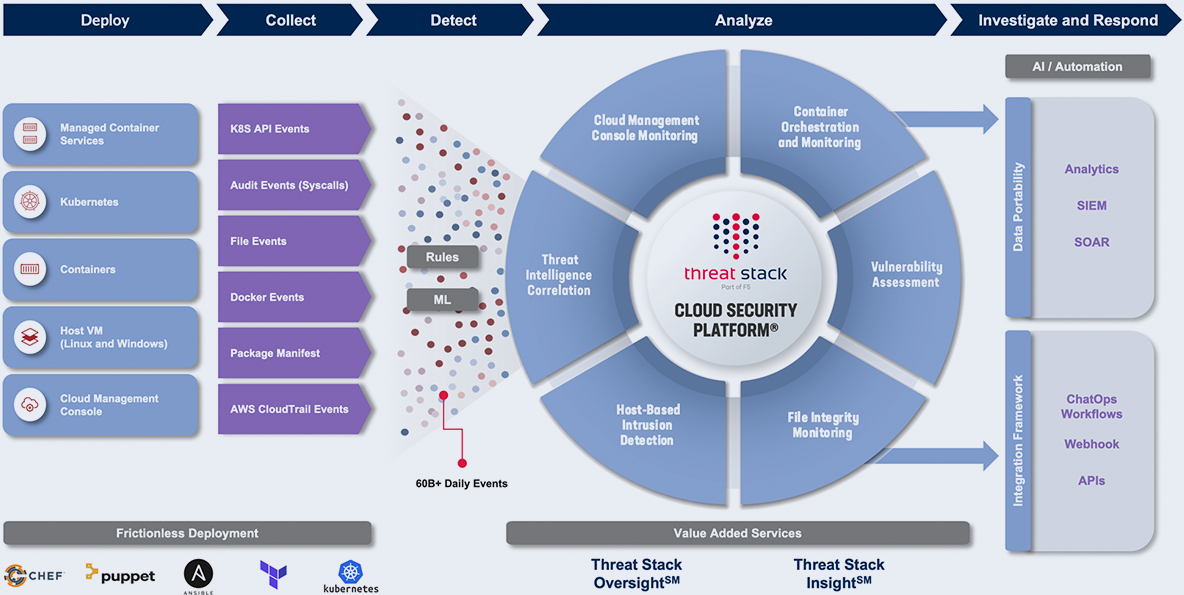 Deploy
Collect
Detect
Analyze
Investigate and Respond
Managed Container
Services
Kubernetes
Containers
Host VM
(Linux and Windows)
Cloud Management
Console
K8S API Events
Audit Events (Syscalls)
File Events
Docker Events
Package Manifest
AWS CloudTrail Events
Rules
ML
60B+ Daily Events
Cloud Management
Console Monitoring
Container
Orchestration
and Monitoring
Threat
Intelligence
Correlation
Vulnerability
Assessment
Host-Based
Intrusion
Detection
File Integrity
Monitoring
threat stack
Part of F5
CLOUD SECURITY
PLATFORM®
AI / Automation
Data Portability
Analytics
SIEM
SOAR
Integration Framework
ChatOps
Workflows
Webhook
APIs
Frictionless Deployment
CHEF
puppet
ANSIBLE
kubernetes
Value Added Services
Threat Stack
Oversight℠
Threat Stack
Insight℠